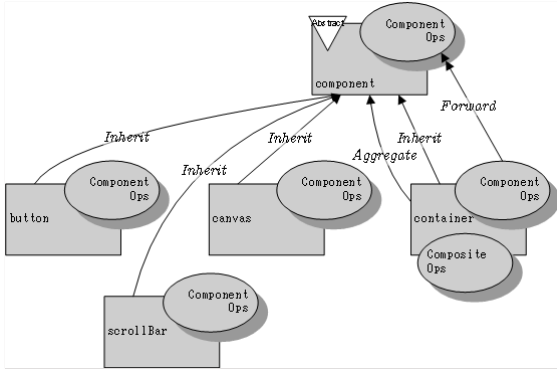 Abstract
Component
Ops
component
Forward
Inherit
Inherit
Inherit
Inherit
Aggregate
Component
Ops
button
Component
Ops
canvas
Component
Ops
container
Composite
Ops
Component
Ops
scrollBar